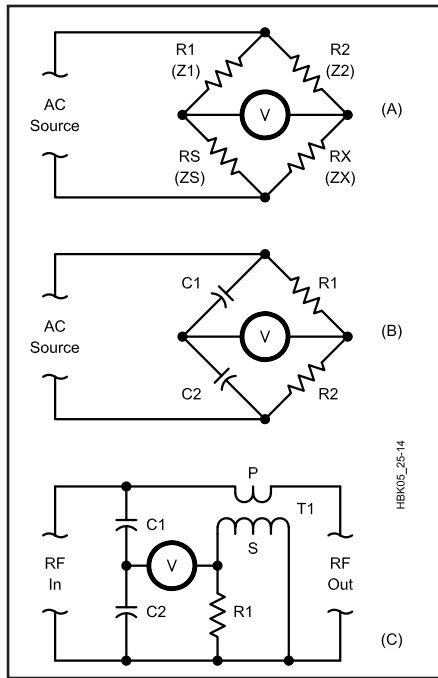 R1
(Z1)
R2
(Z2)
AC
Source
V
(A)
RS
(ZS)
RX
(ZX)
C1
R1
AC
Source
V
(B)
C2
R2
HBK05_25-14
P
T1
C1
S
RF
In
V
RF
Out
C2
R1
(C)